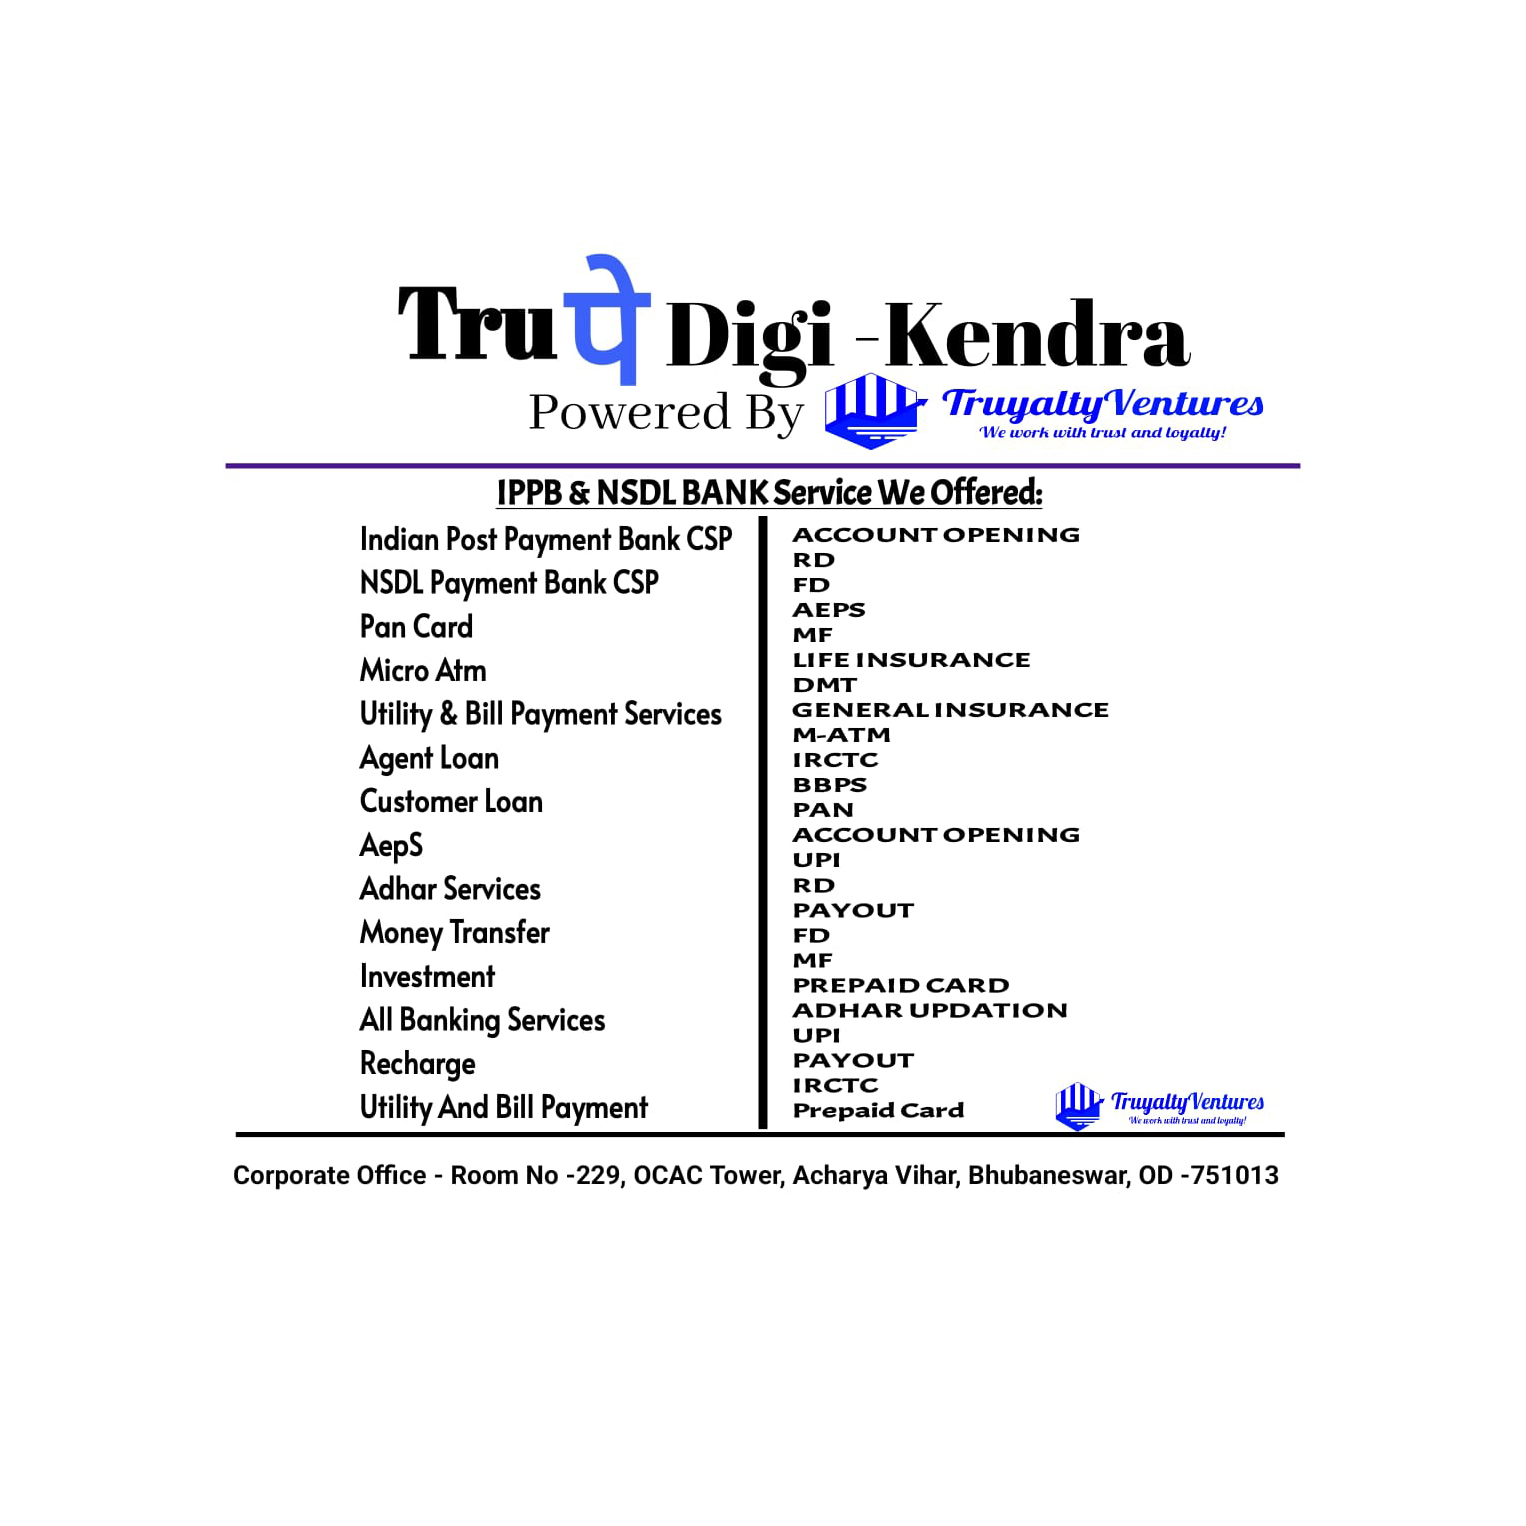 Truपे Digi -Kendra
Powered By TruyaltyVentures
We work with trust and loyalty!
IPPB & NSDL BANK Service We Offered:
Indian Post Payment Bank CSP
NSDL Payment Bank CSP
Pan Card
Micro Atm
Utility & Bill Payment Services
Agent Loan
Customer Loan
AepS
Adhar Services
Money Transfer
Investment
All Banking Services
Recharge
Utility And Bill Payment
ACCOUNT OPENING
RD
FD
AEPS
MF
LIFE INSURANCE
DMT
GENERAL INSURANCE
M-ATM
IRCTC
BBPS
PAN
ACCOUNT OPENING
UPI
RD
PAYOUT
FD
MF
PREPAID CARD
ADHAR UPDATION
UPI
PAYOUT
IRCTC
Prepaid Card
TruyaltyVentures
We work with trust and loyalty!
Corporate Office - Room No -229, OCAC Tower, Acharya Vihar, Bhubaneswar, OD -751013